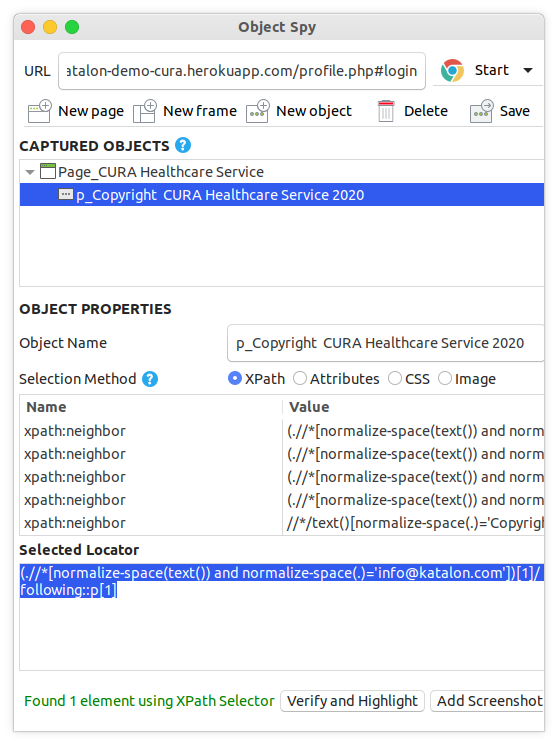 Object Spy
URL atalon-demo-cura.herokuapp.com/profile.php#login Start
New page New frame New object Delete Save
CAPTURED OBJECTS ?
Page_CURA Healthcare Service
p_Copyright CURA Healthcare Service 2020
OBJECT PROPERTIES
Object Name p_Copyright CURA Healthcare Service 2020
Selection Method ? XPath Attributes CSS Image
Name Value
xpath:neighbor (.//*[normalize-space(text()) and norm
xpath:neighbor (.//*[normalize-space(text()) and norm
xpath:neighbor (.//*[normalize-space(text()) and norm
xpath:neighbor (.//*[normalize-space(text()) and norm
xpath:neighbor //*/text()[normalize-space(.)='Copyrigh
Selected Locator
(.//*[normalize-space(text()) and normalize-space(.)='info@katalon.com'])[1]/
following::p[1]
Found 1 element using XPath Selector Verify and Highlight Add Screenshot